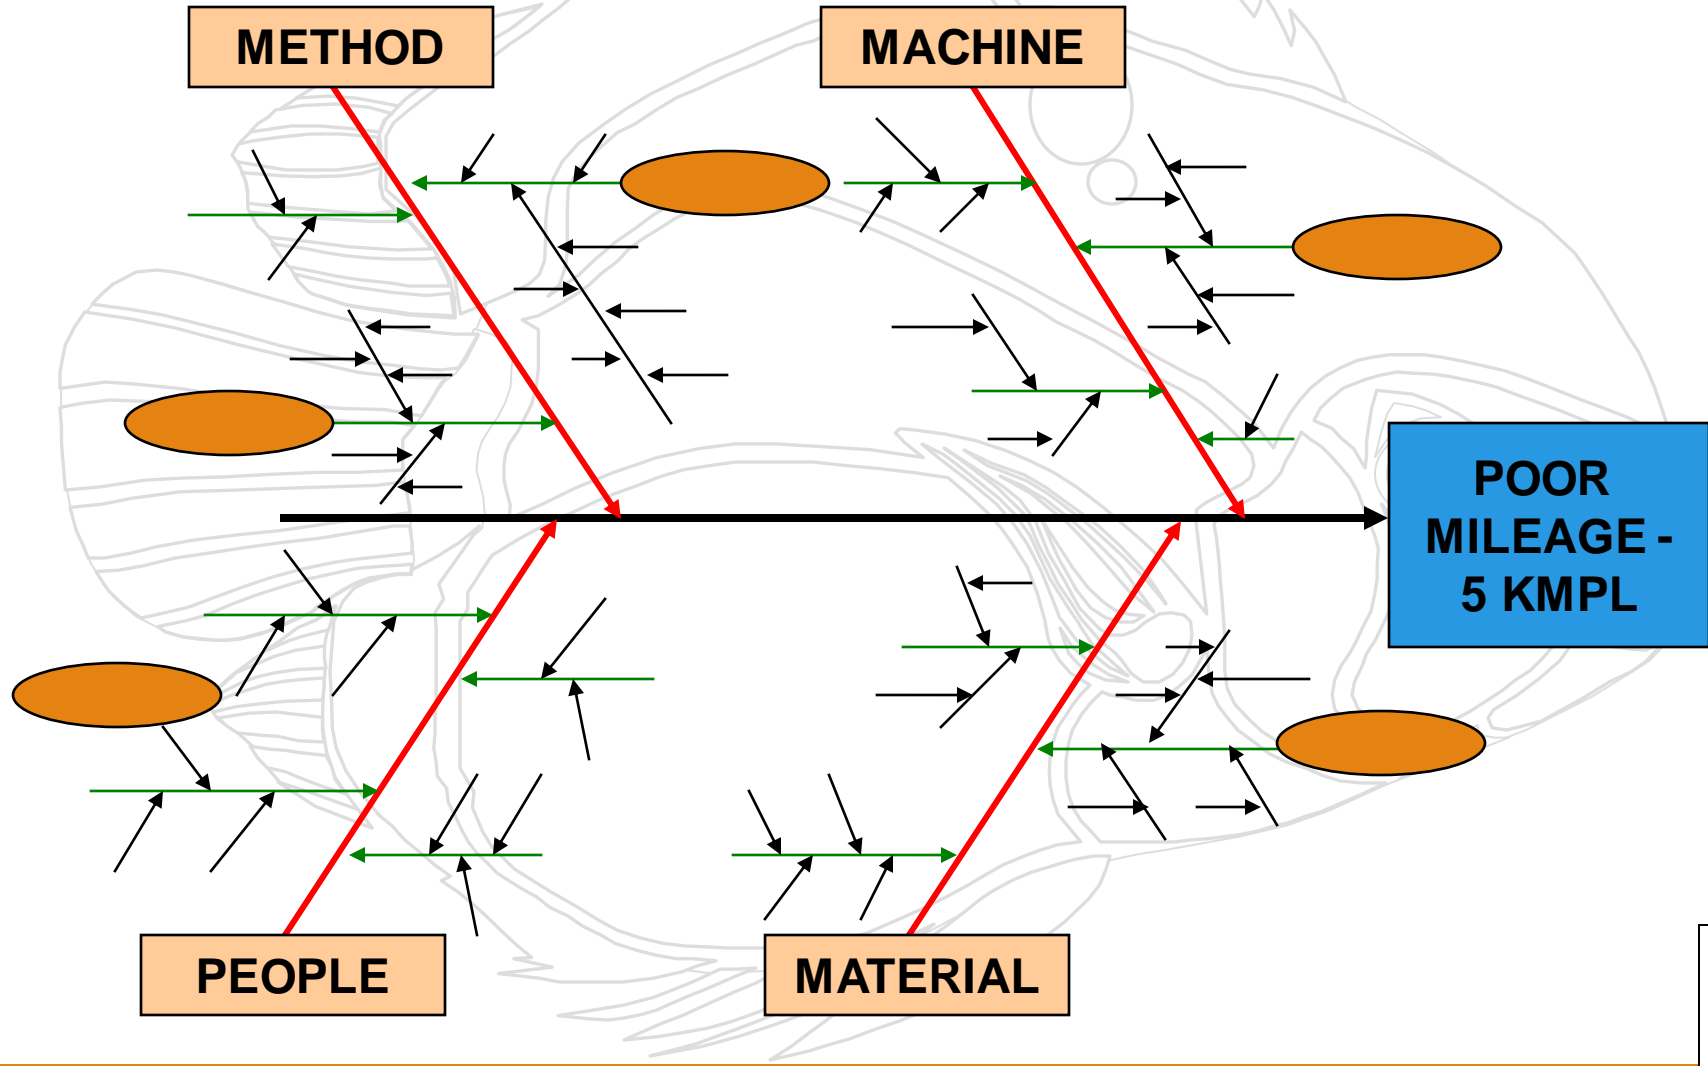 METHOD
MACHINE
POOR
MILEAGE -
5 KMPL
PEOPLE
MATERIAL